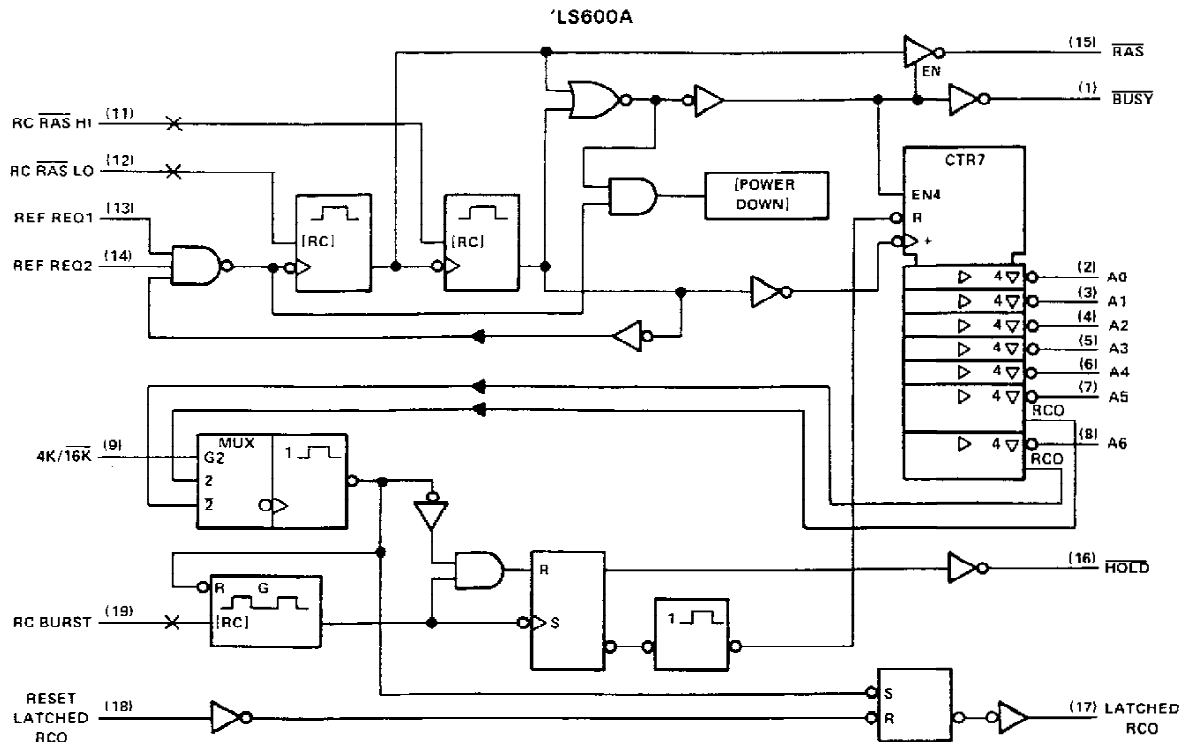 'LS600A
(15) RAS
EN
(1) BUSY
RC RAS HI (11)
RC RAS LO (12)
REF REQ1 (13)
REF REQ2 (14)
[RC]
[RC]
[POWER
DOWN]
CTR7
EN4
R
+
4 (2) A0
4 (3) A1
4 (4) A2
4 (5) A3
4 (6) A4
4 (7) A5
RCO
4 (8) A6
RCO
4K/16K (9)
MUX
G2
2
2
1
R G
[RC]
RC BURST (19)
R
S
1
(16) HOLD
RESET
LATCHED
RCO
(18)
S
R
(17) LATCHED
RCO